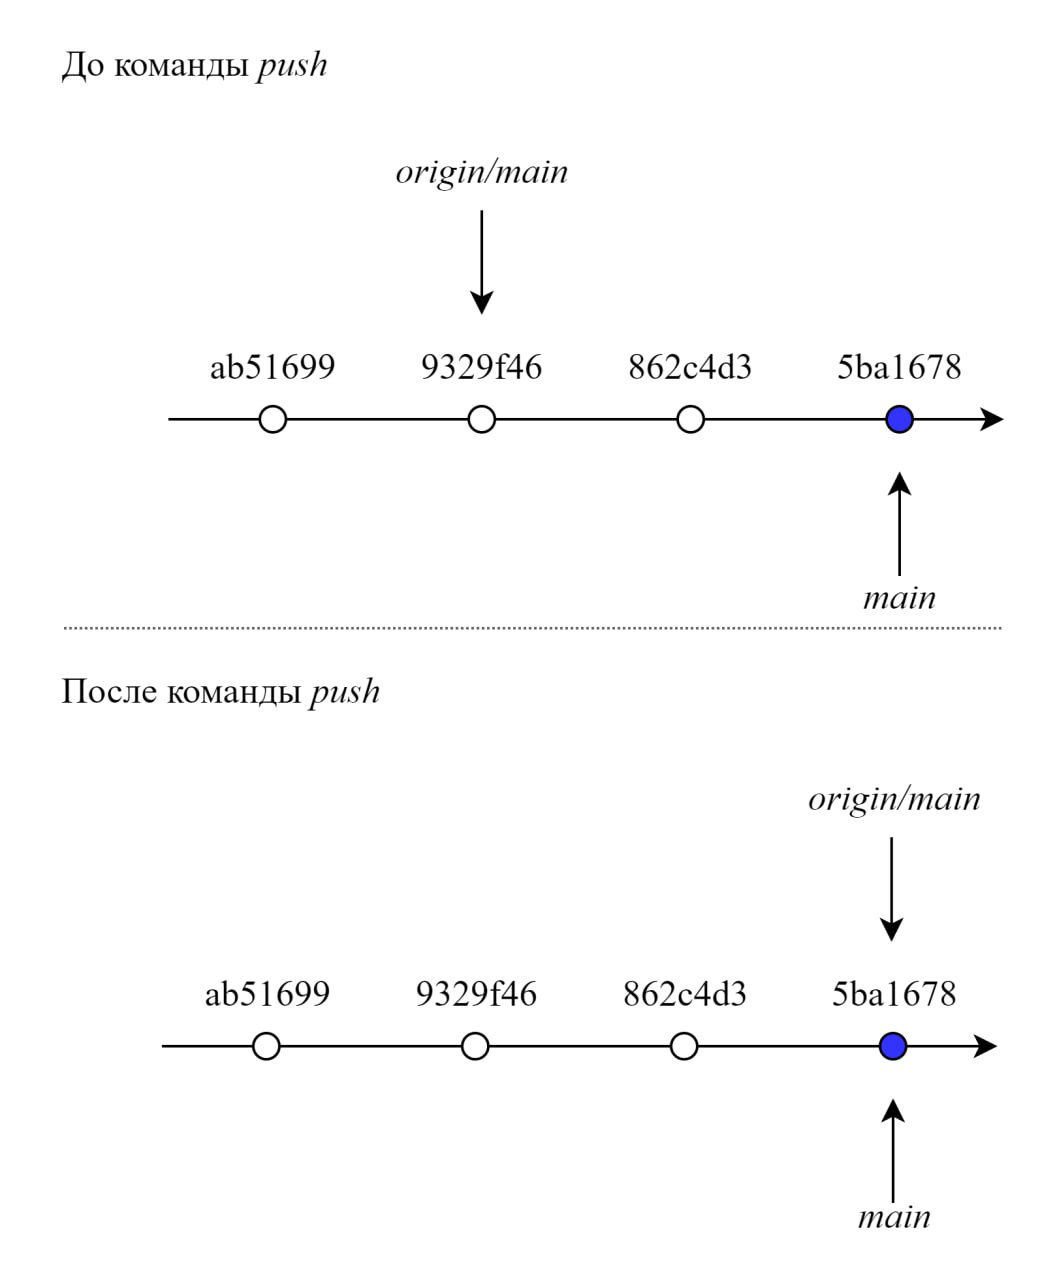 До команды push
origin/main
ab51699 9329f46 862c4d3 5ba1678
main
После команды push
origin/main
ab51699 9329f46 862c4d3 5ba1678
main